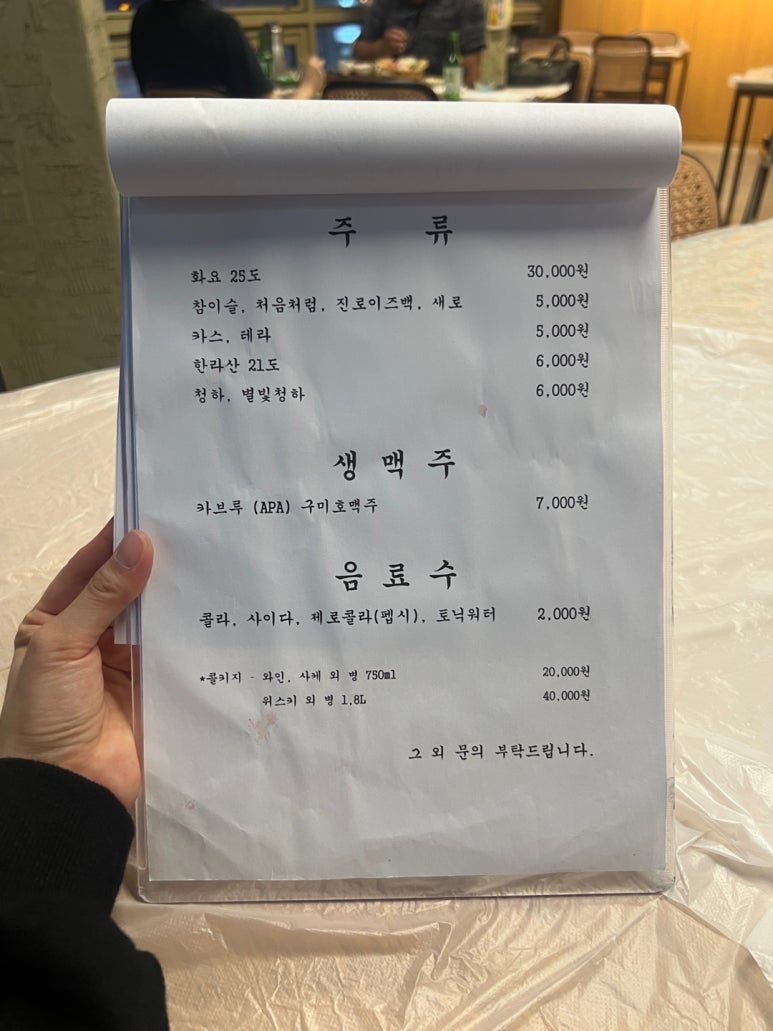 주 류
화요 25도 30,000원
참이슬, 처음처럼, 진로이즈백, 새로 5,000원
카스, 테라 5,000원
한라산 21도 6,000원
청하, 별빛청하 6,000원
생 맥 주
카브루 (APA) 구미호맥주 7,000원
음 료 수
콜라, 사이다, 제로콜라(펩시), 토닉워터 2,000원
*콜키지 - 와인, 사케 외 병 750ml 20,000원
위스키 외 병 1.8L 40,000원
그 외 문의 부탁드립니다.